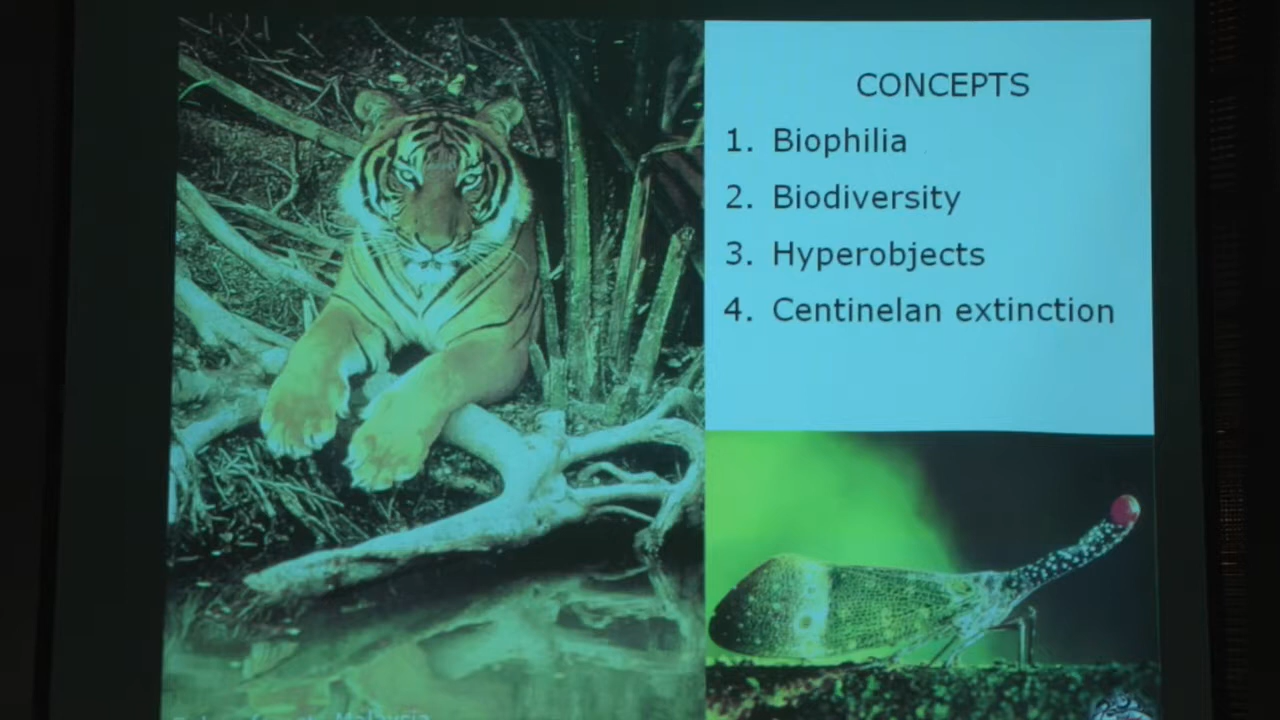 CONCEPTS
1. Biophilia
2. Biodiversity
3. Hyperobjects
4. Centinelan extinction